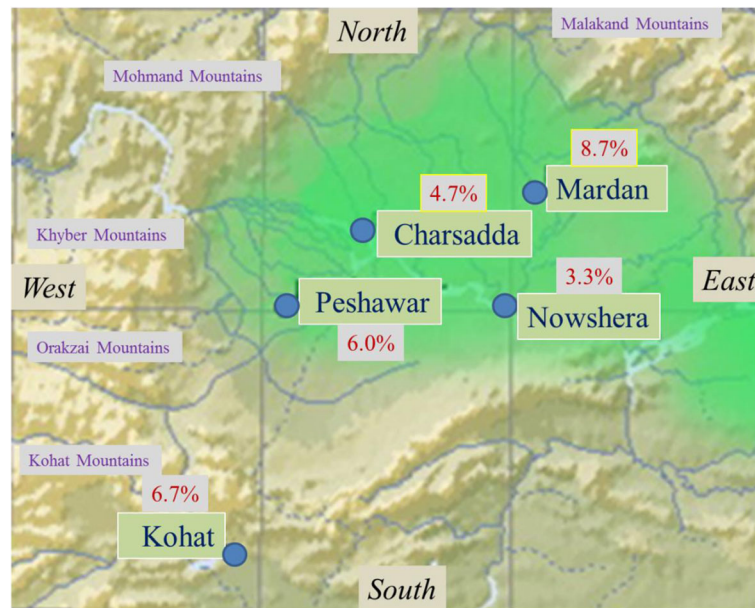 North
Malakand Mountains
Mohmand Mountains
8.7%
Mardan
4.7%
Charsadda
Khyber Mountains
West
East
3.3%
Peshawar
Nowshera
6.0%
Orakzai Mountains
Kohat Mountains
6.7%
Kohat
South